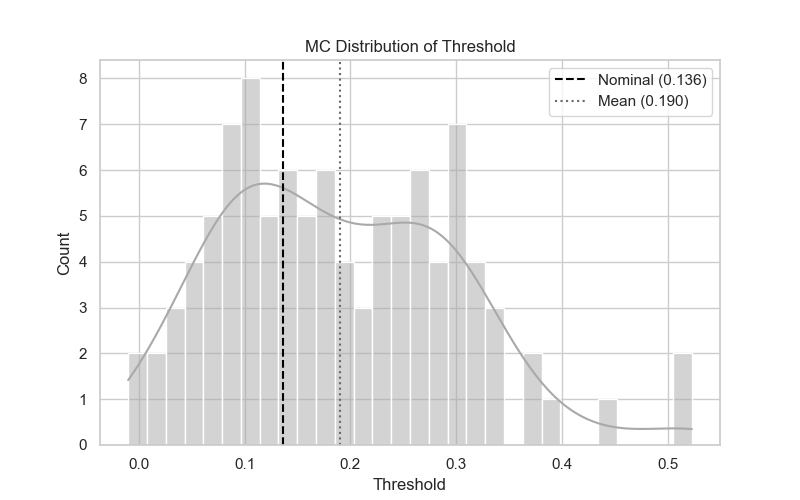 MC Distribution of Threshold
Nominal (0.136)
Mean (0.190)
Count
8
7
6
5
4
3
2
1
0
0.0 0.1 0.2 0.3 0.4 0.5
Threshold